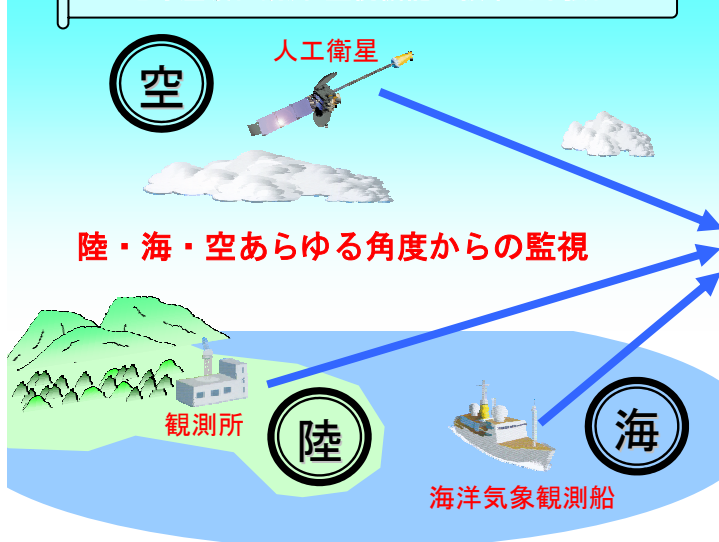 人工衛星
空
陸・海・空あらゆる角度からの監視
観測所
陸
海
海洋気象観測船